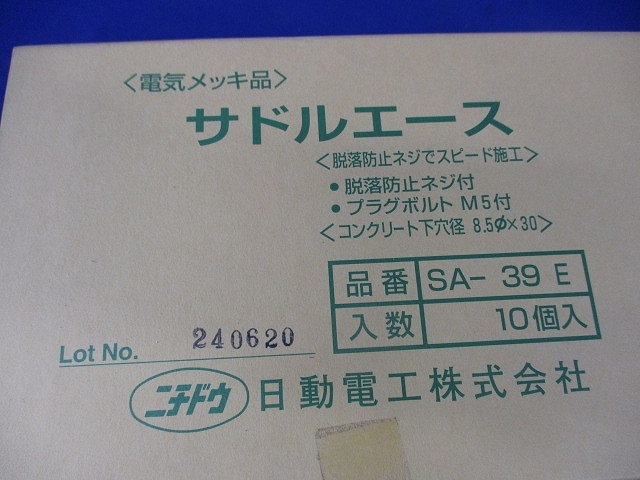 〈電気メッキ品〉
サドルエース
〈脱落防止ネジでスピード施工〉
• 脱落防止ネジ付
• プラグボルト M5付
〈コンクリート下穴径 8.5φ×30〉
品番 SA- 39 E
入数 10個入
Lot No. 240620
ニチドウ 日動電工株式会社